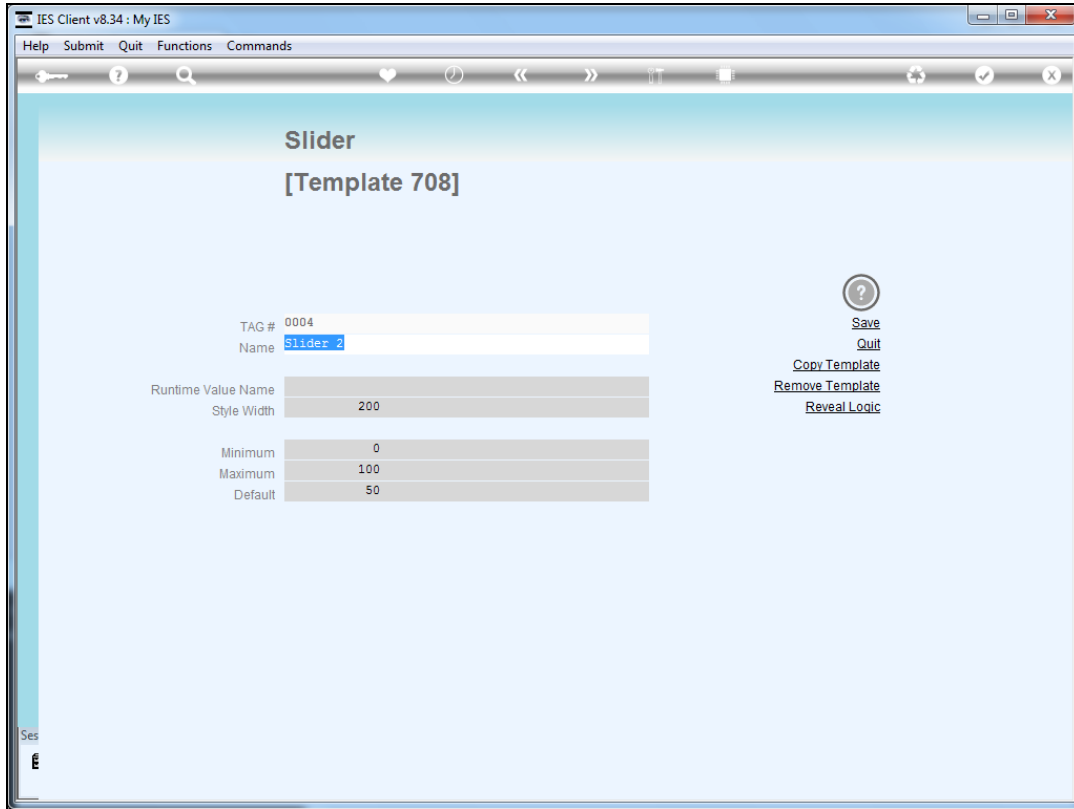 IES Client v8.34 : My IES
Help Submit Quit Functions Commands
Slider
[Template 708]
TAG # 0004
Name Slider 2
Runtime Value Name
Style Width 200
Minimum 0
Maximum 100
Default 50
?
Save
Quit
Copy Template
Remove Template
Reveal Logic
Ses